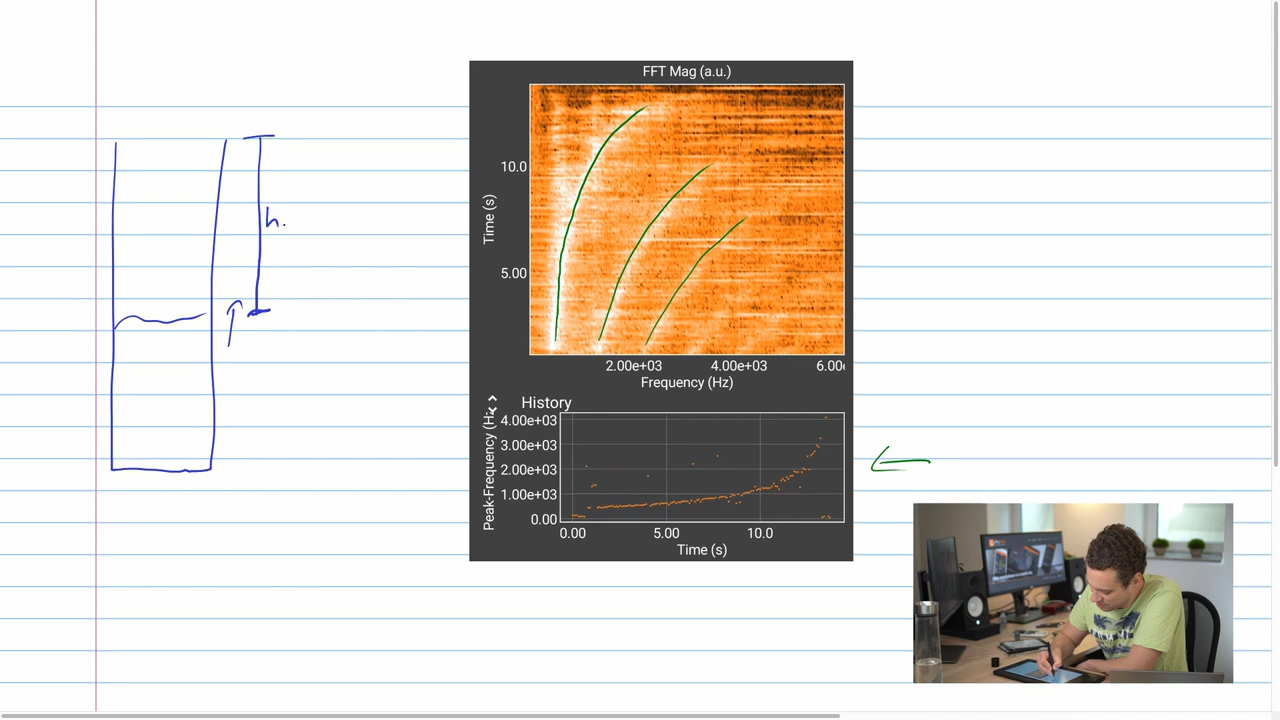 h.
FFT Mag (a.u.)
10.0
Time (s)
5.00
2.00e+03 4.00e+03 6.00
Frequency (Hz)
History
4.00e+03
3.00e+03
2.00e+03
1.00e+03
0.00
Peak-Frequency (Hz
0.00 5.00 10.0
Time (s)